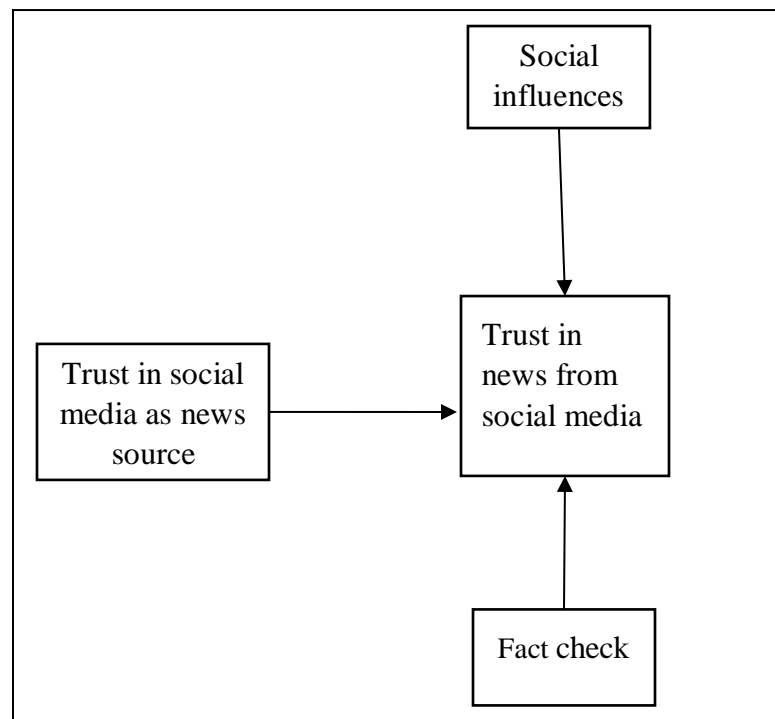 Social
influences
Trust in
news from
social media
Trust in social
media as news
source
Fact check